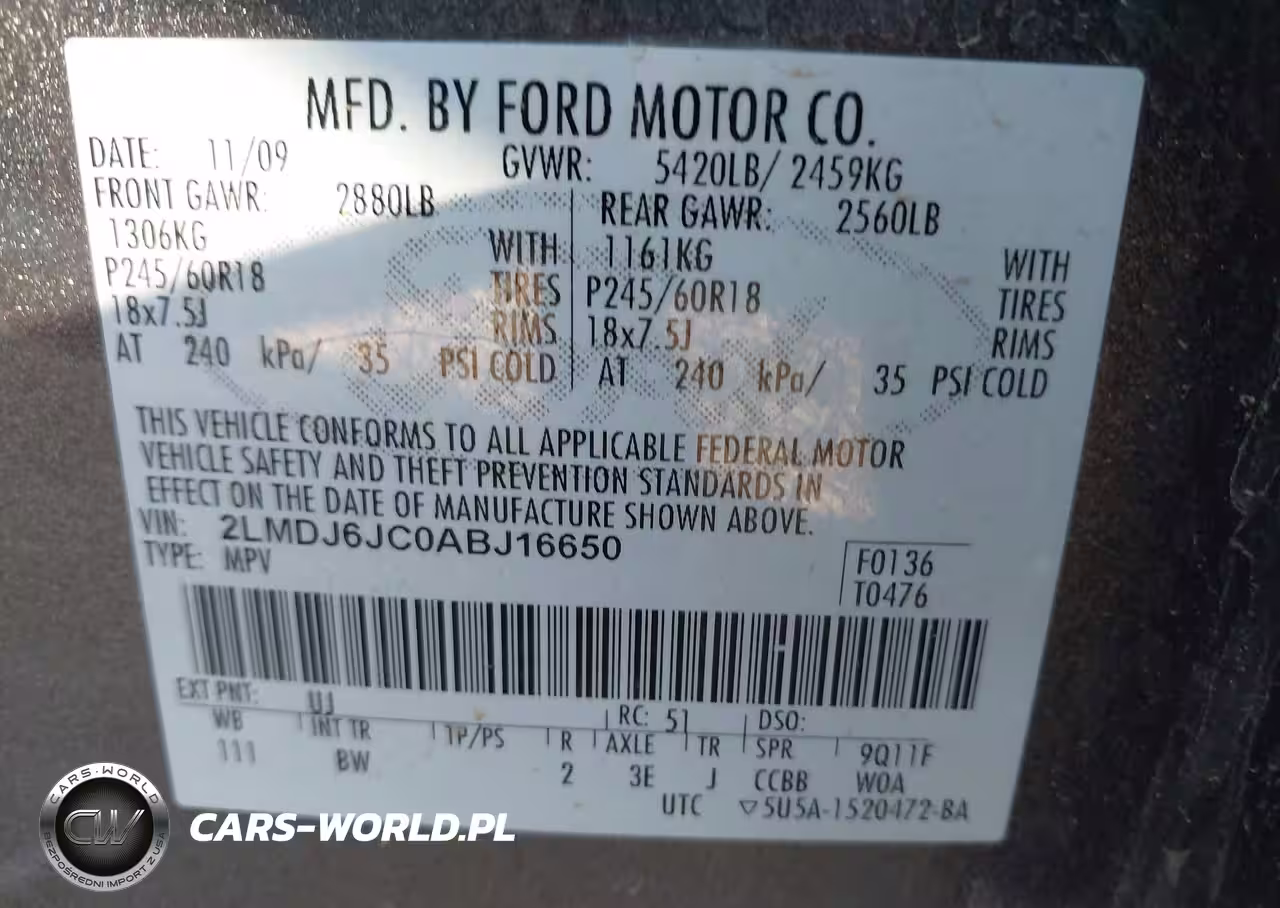 MFD. BY FORD MOTOR CO.
DATE: 11/09 GVWR: 5420LB/ 2459KG
FRONT GAWR: 2880LB REAR GAWR: 2560LB
1306KG WITH 1161KG WITH
P245/60R18 TIRES P245/60R18 TIRES
18x7.5J RIMS 18x7.5J RIMS
AT 240 kPa/ 35 PSI COLD AT 240 kPa/ 35 PSI COLD
THIS VEHICLE CONFORMS TO ALL APPLICABLE FEDERAL MOTOR
VEHICLE SAFETY AND THEFT PREVENTION STANDARDS IN
EFFECT ON THE DATE OF MANUFACTURE SHOWN ABOVE.
VIN: 2LMDJ6JC0ABJ16650
TYPE: MPV
F0136
T0476
EXT PNT: UJ RC: 51 DSO:
WB INT TR TP/PS R AXLE TR SPR 9Q11F
111 BW 2 3E J CCBB WOA
UTC ▽5U5A-1520472-BA
CARS-WORLD
CW
BEZPOŚREDNI IMPORT Z USA
CARS-WORLD.PL